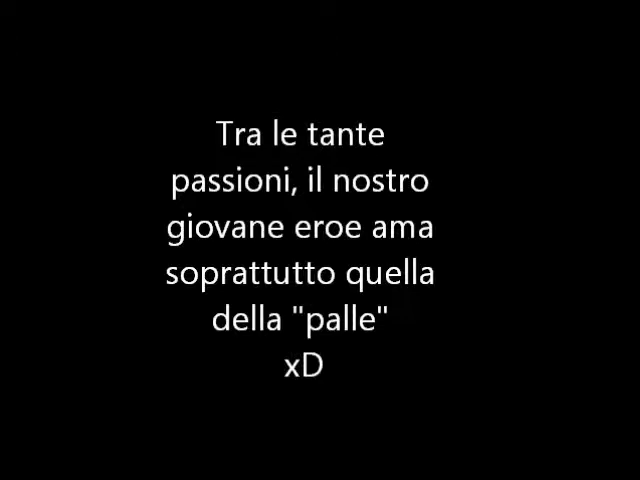 Tra le tante
passioni, il nostro
giovane eroe ama
soprattutto quella
della "palle"
xD